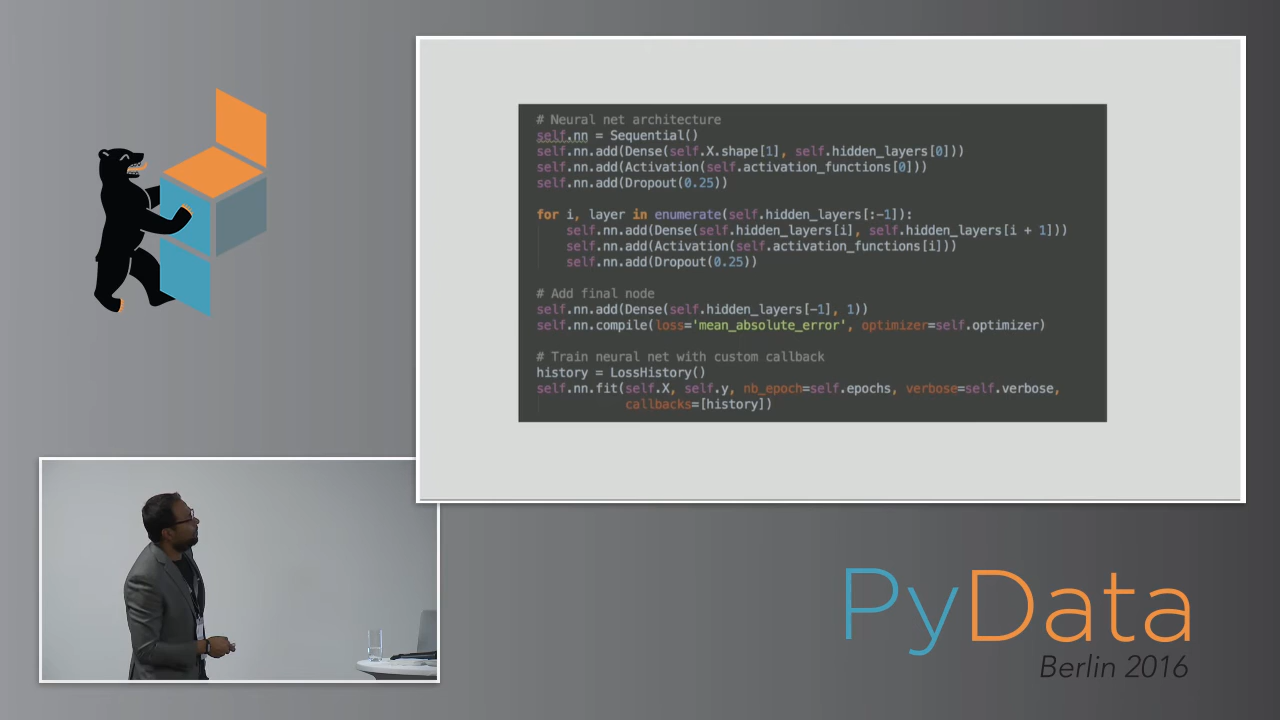 # Neural net architecture
self.nn = Sequential()
self.nn.add(Dense(self.X.shape[1], self.hidden_layers[0]))
self.nn.add(Activation(self.activation_functions[0]))
self.nn.add(Dropout(0.25))
for i, layer in enumerate(self.hidden_layers[:-1]):
self.nn.add(Dense(self.hidden_layers[i], self.hidden_layers[i + 1]))
self.nn.add(Activation(self.activation_functions[i]))
self.nn.add(Dropout(0.25))
# Add final node
self.nn.add(Dense(self.hidden_layers[-1], 1))
self.nn.compile(loss='mean_absolute_error', optimizer=self.optimizer)
# Train neural net with custom callback
history = LossHistory()
self.nn.fit(self.X, self.y, nb_epoch=self.epochs, verbose=self.verbose,
callbacks=[history])
PyData
Berlin 2016